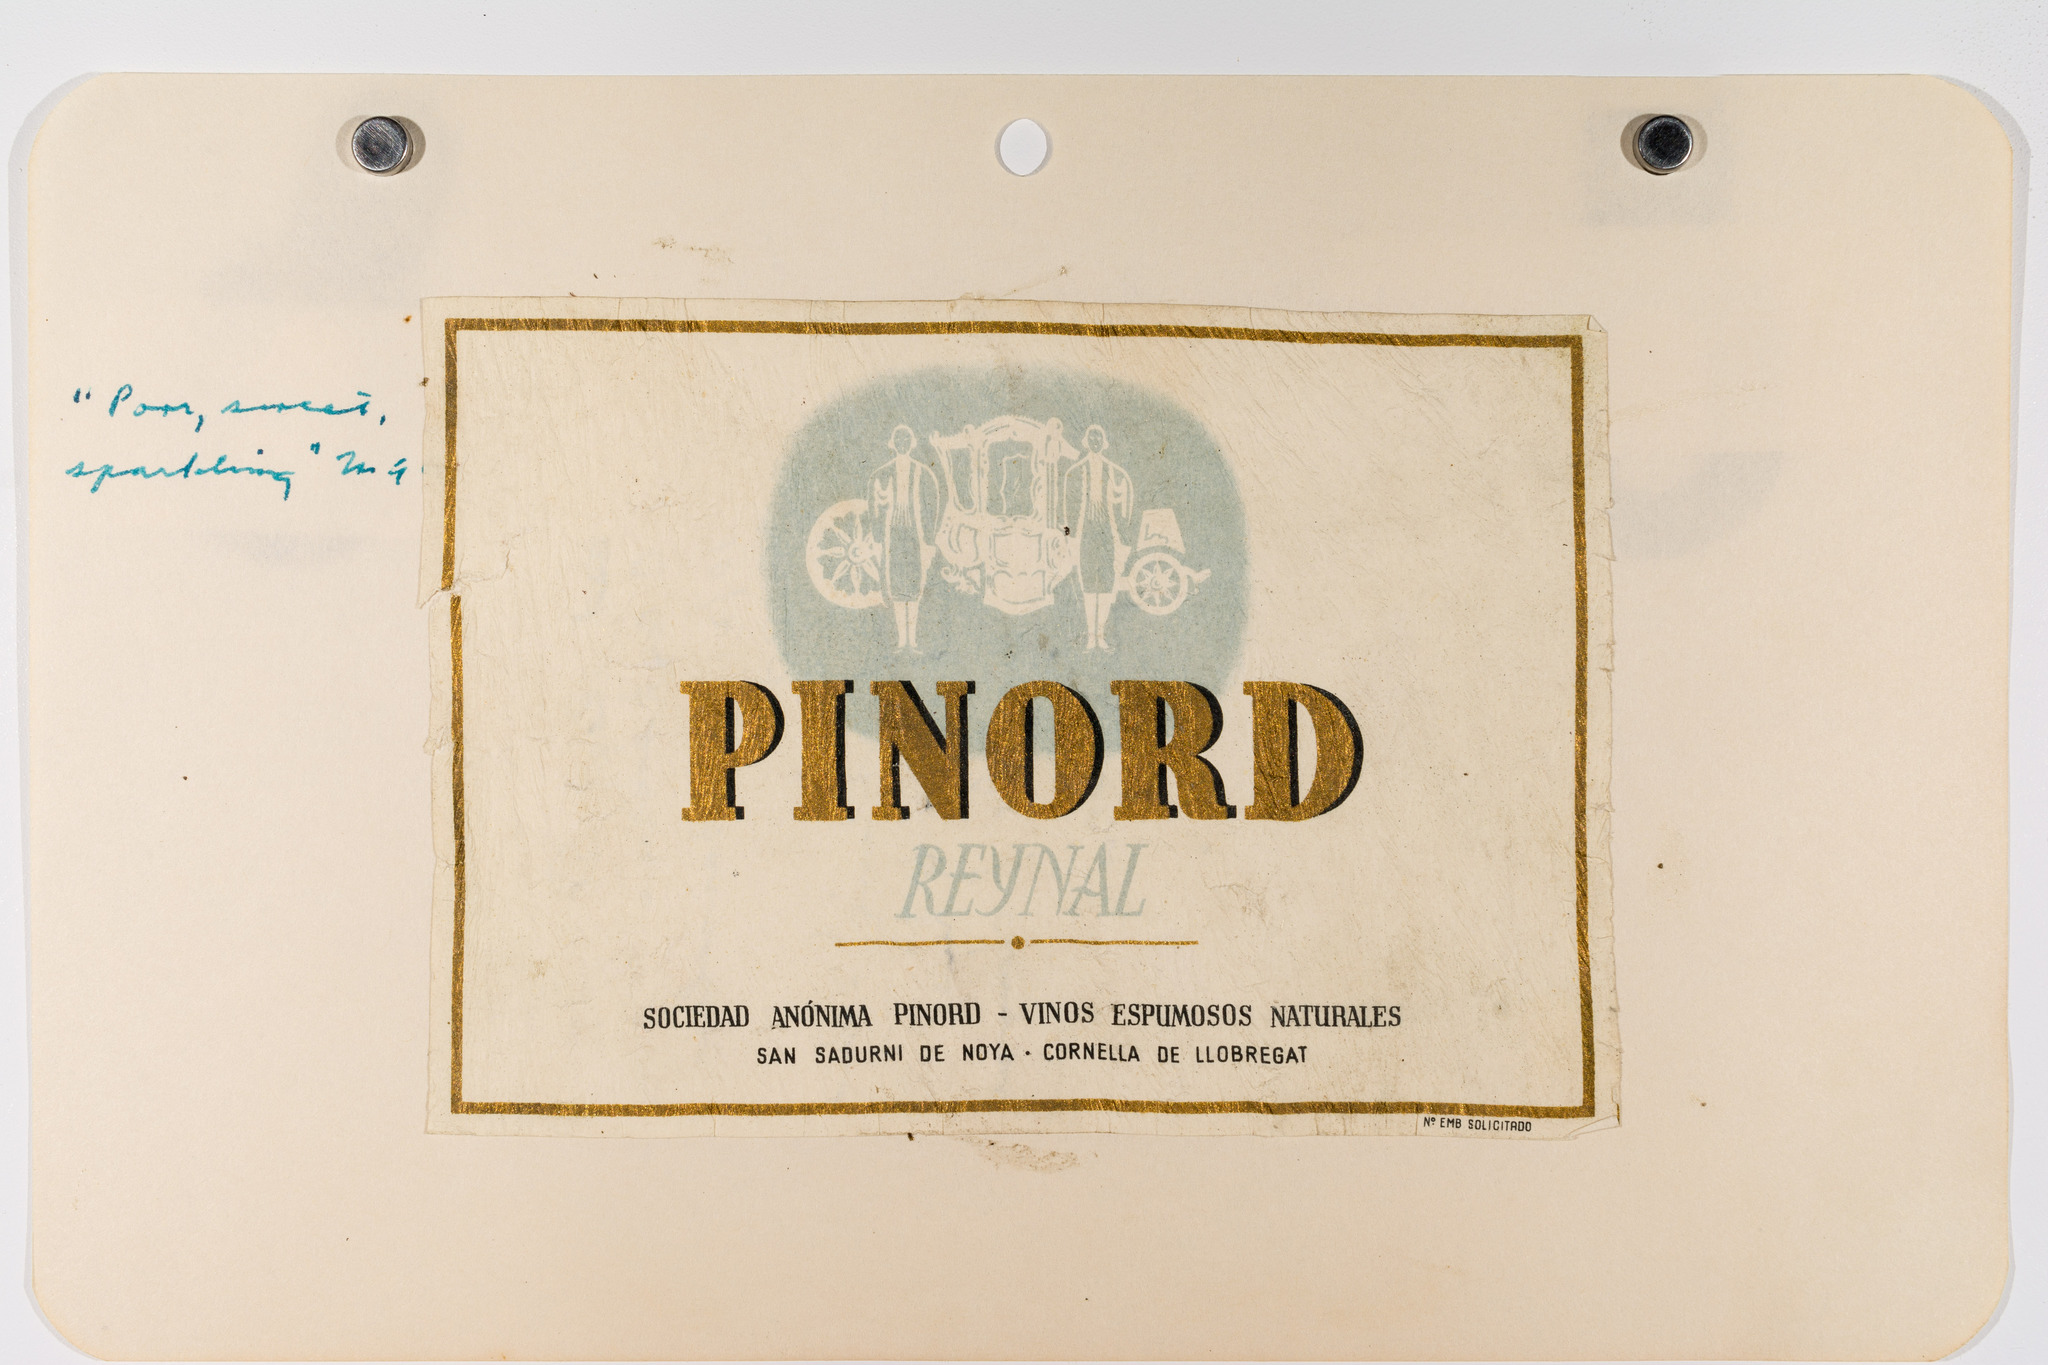 "Poor, sweet,
sparkling" M.A
PINORD
REYNAL
SOCIEDAD ANÓNIMA PINORD - VINOS ESPUMOSOS NATURALES
SAN SADURNI DE NOYA · CORNELLA DE LLOBREGAT
Nº EMB SOLICITADO